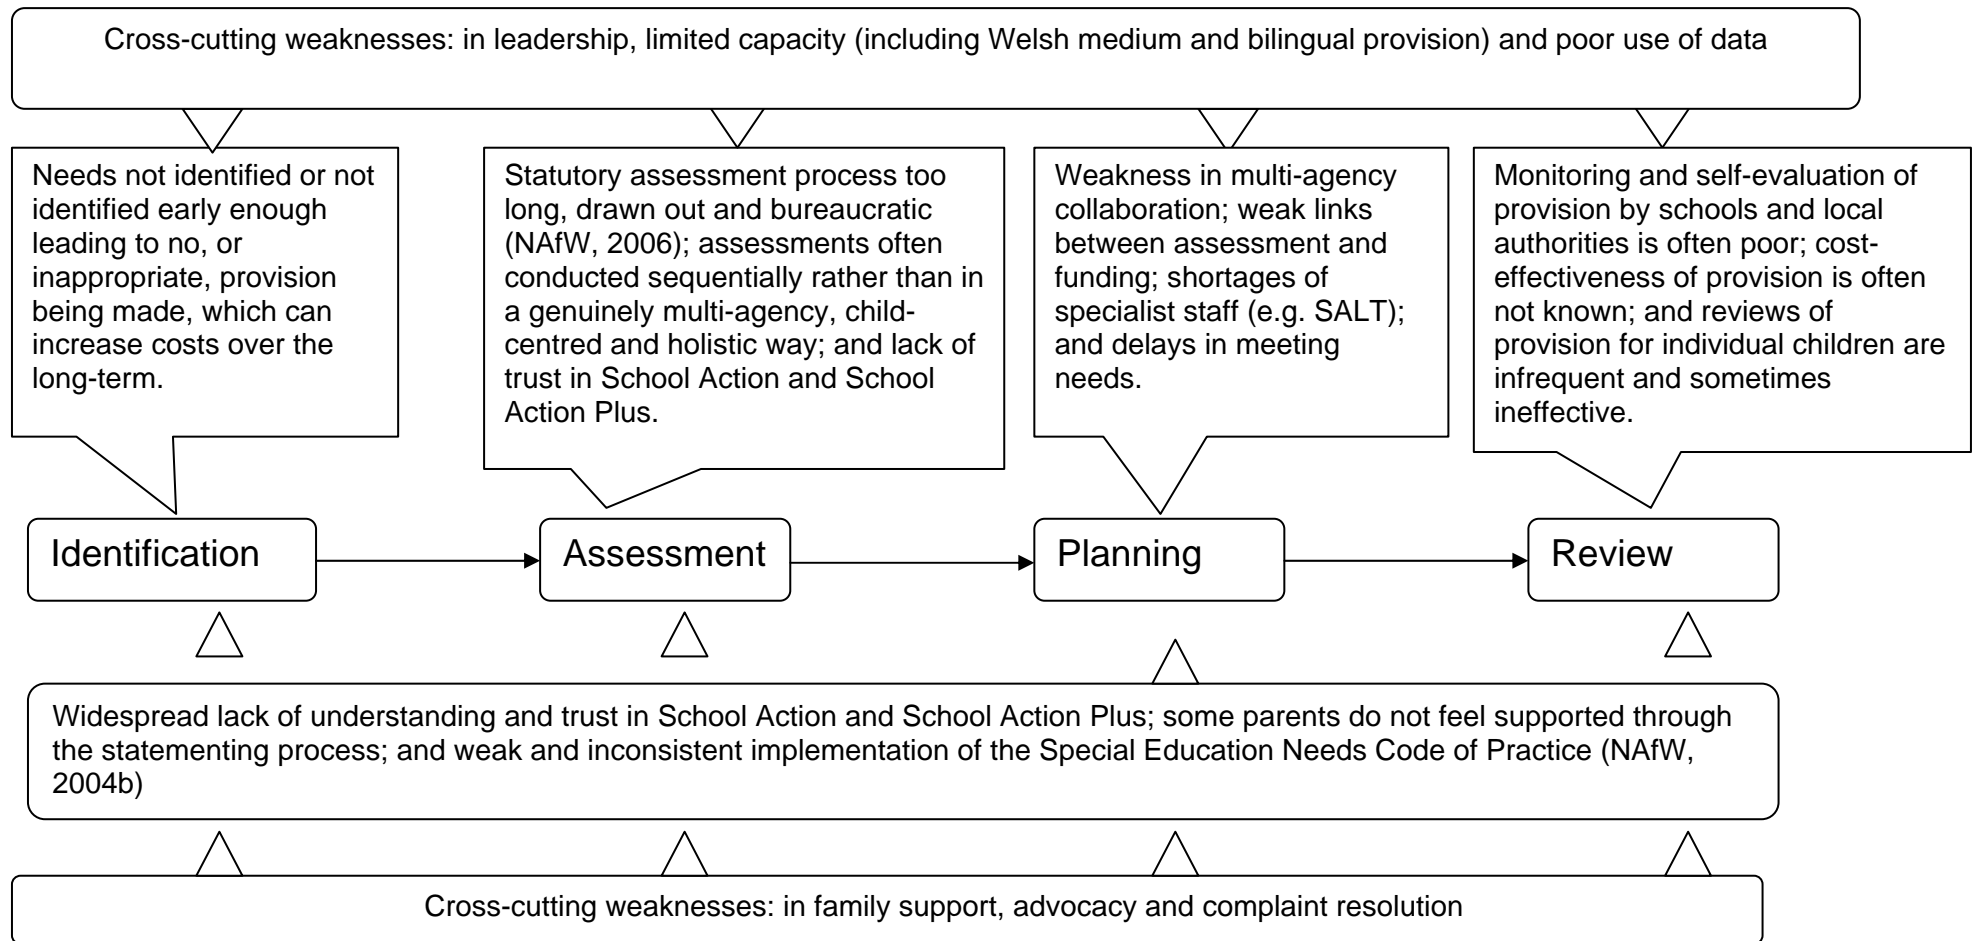 Cross-cutting weaknesses: in leadership, limited capacity (including Welsh medium and bilingual provision) and poor use of data
Needs not identified or not
identified early enough
leading to no, or
inappropriate, provision
being made, which can
increase costs over the
long-term.
Statutory assessment process too
long, drawn out and bureaucratic
(NAfW, 2006); assessments often
conducted sequentially rather than in
a genuinely multi-agency, child-
centred and holistic way; and lack of
trust in School Action and School
Action Plus.
Weakness in multi-agency
collaboration; weak links
between assessment and
funding; shortages of
specialist staff (e.g. SALT);
and delays in meeting
needs.
Monitoring and self-evaluation of
provision by schools and local
authorities is often poor; cost-
effectiveness of provision is often
not known; and reviews of
provision for individual children are
infrequent and sometimes
ineffective.
Identification
Assessment
Planning
Review
Widespread lack of understanding and trust in School Action and School Action Plus; some parents do not feel supported through
the statementing process; and weak and inconsistent implementation of the Special Education Needs Code of Practice (NAfW,
2004b)
Cross-cutting weaknesses: in family support, advocacy and complaint resolution